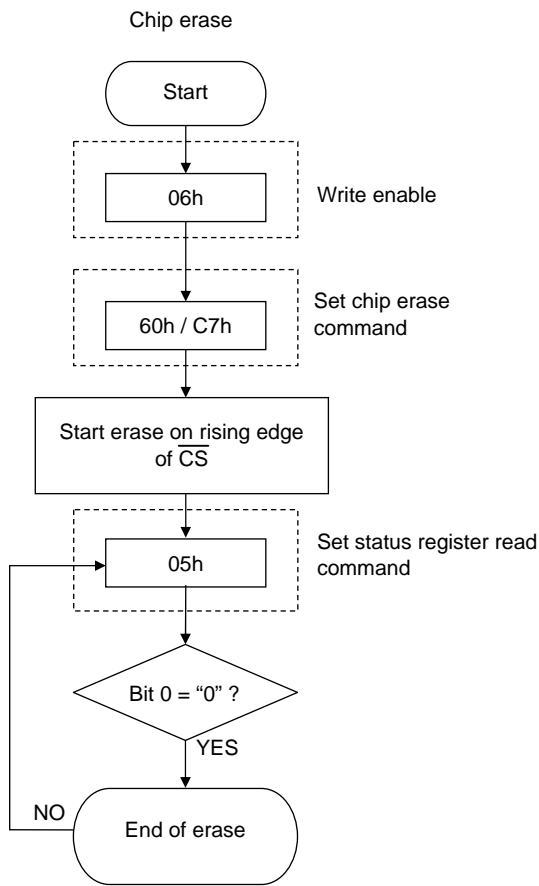 Chip erase
Start
06h
Write enable
60h / C7h
Set chip erase
command
Start erase on rising edge
of C̅S̅
05h
Set status register read
command
Bit 0 = “0” ?
YES
NO
End of erase